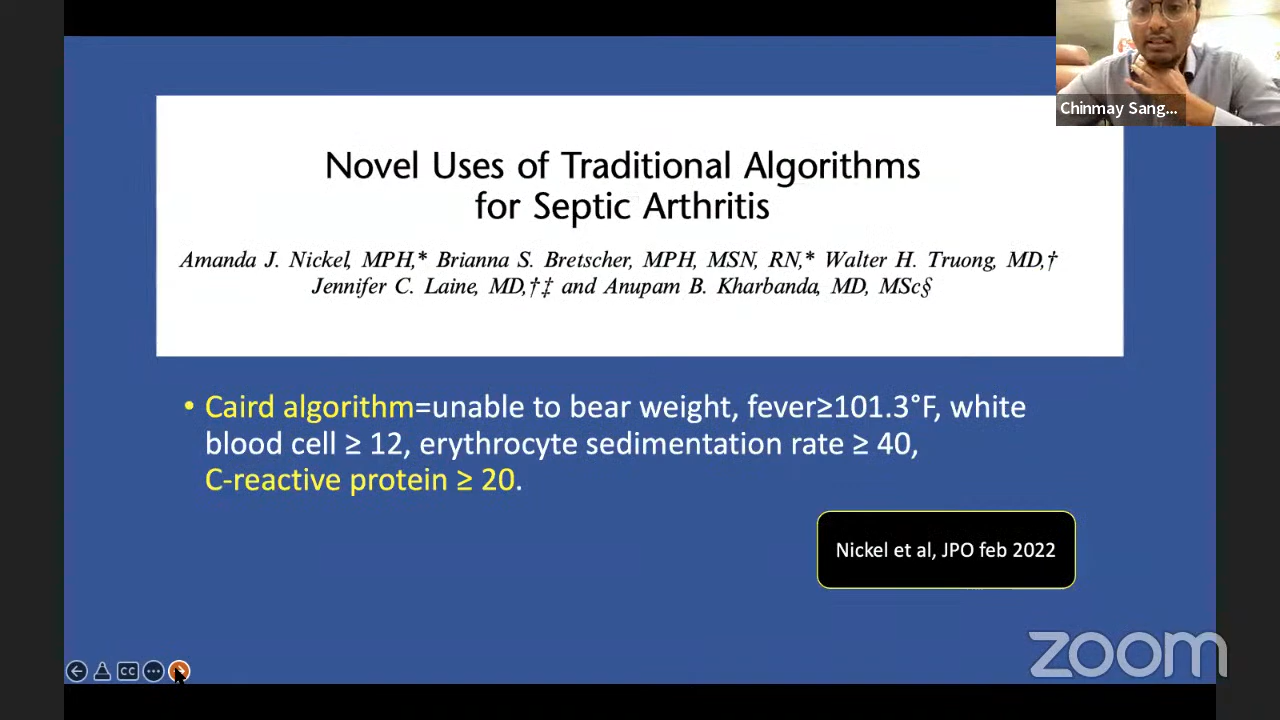 Chinmay Sang...
Novel Uses of Traditional Algorithms
for Septic Arthritis
Amanda J. Nickel, MPH,* Brianna S. Bretscher, MPH, MSN, RN,* Walter H. Truong, MD,†
Jennifer C. Laine, MD,†‡ and Anupam B. Kharbanda, MD, MSc§
• Caird algorithm=unable to bear weight, fever≥101.3°F, white
blood cell ≥ 12, erythrocyte sedimentation rate ≥ 40,
C-reactive protein ≥ 20.
Nickel et al, JPO feb 2022
CC
zoom